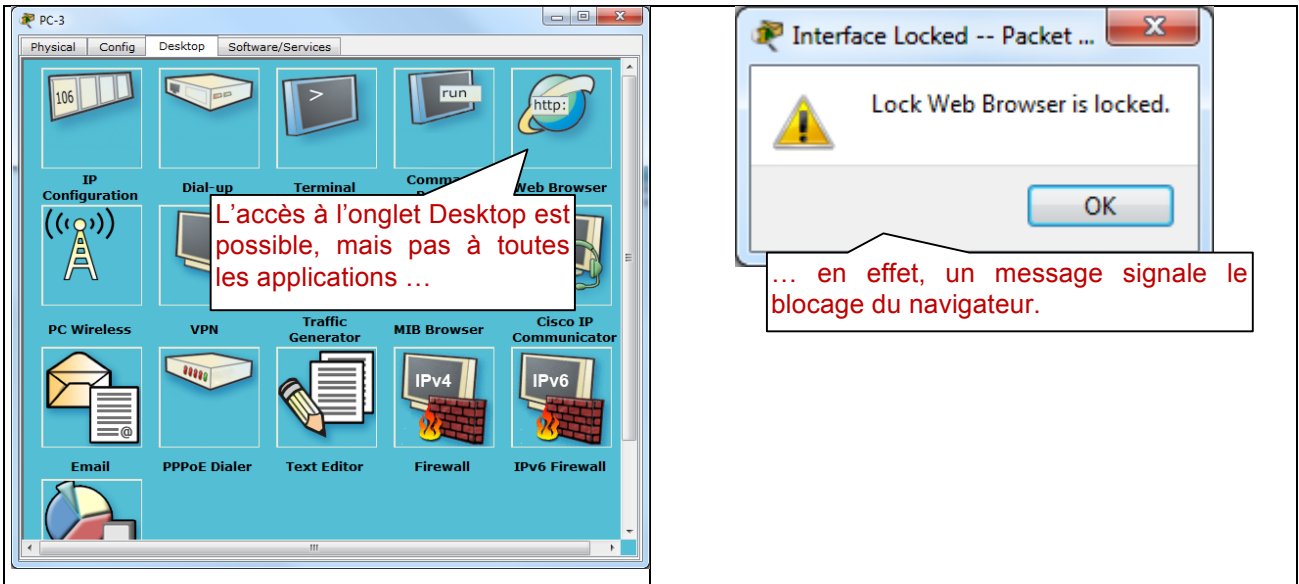 PC-3
Physical Config Desktop Software/Services
106
>
run
http:
IP
Configuration
Dial-up
Terminal
Web Browser
L’accès à l’onglet Desktop est
possible, mais pas à toutes
les applications …
PC Wireless
VPN
Traffic
Generator
MIB Browser
Cisco IP
Communicator
IPv4
IPv6
@
Email
PPPoE Dialer
Text Editor
Firewall
IPv6 Firewall
Interface Locked -- Packet ...
Lock Web Browser is locked.
OK
… en effet, un message signale le
blocage du navigateur.